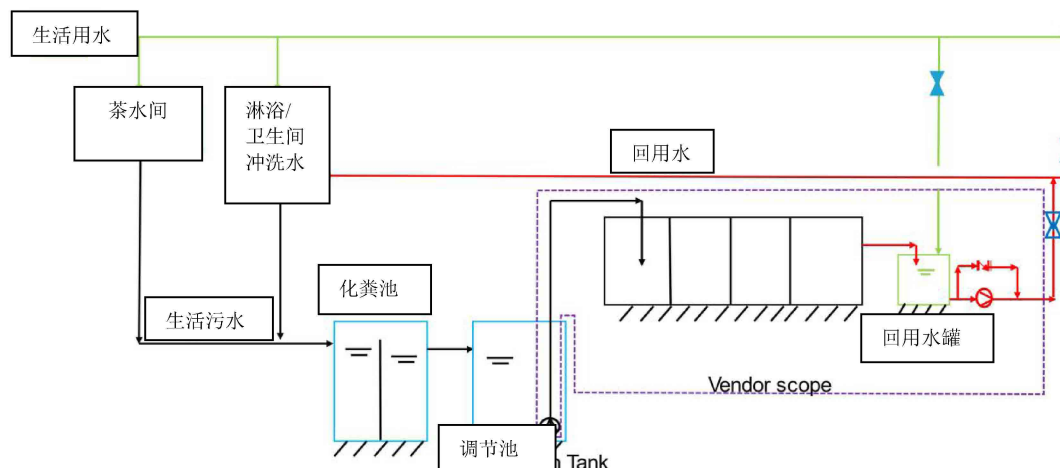 生活用水
茶水间
淋浴/
卫生间
冲洗水
回用水
化粪池
生活污水
回用水罐
Vendor scope
调节池
Tank